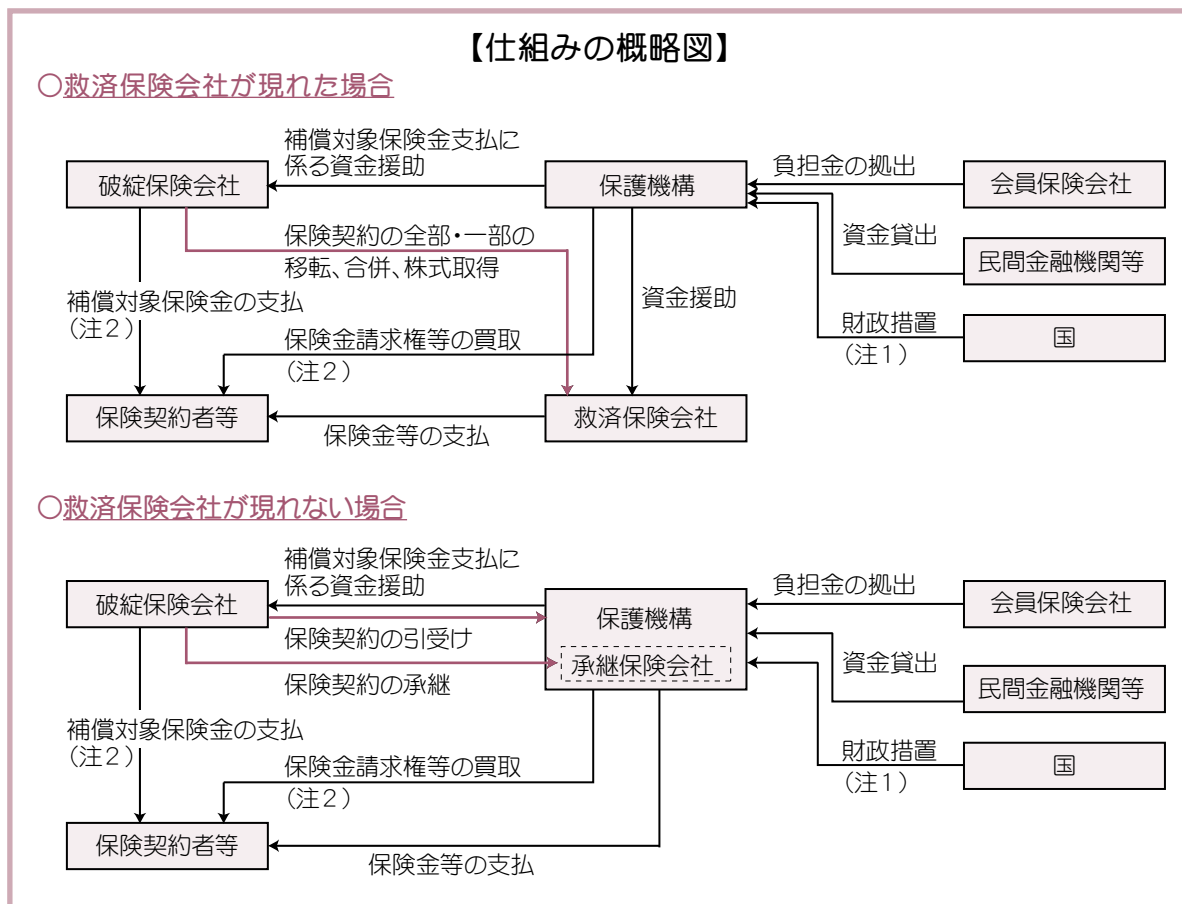 【仕組みの概略図】
○救済保険会社が現れた場合
補償対象保険金支払に
係る資金援助
破綻保険会社
保護機構
負担金の拠出
会員保険会社
保険契約の全部・一部の
移転、合併、株式取得
資金貸出
民間金融機関等
補償対象保険金の支払
（注２）
資金援助
保険金請求権等の買取
（注２）
財政措置
（注１）
国
保険契約者等
保険金等の支払
救済保険会社
○救済保険会社が現れない場合
補償対象保険金支払に
係る資金援助
破綻保険会社
保護機構
承継保険会社
負担金の拠出
会員保険会社
保険契約の引受け
保険契約の承継
資金貸出
民間金融機関等
補償対象保険金の支払
（注２）
保険金請求権等の買取
（注２）
財政措置
（注１）
国
保険契約者等
保険金等の支払